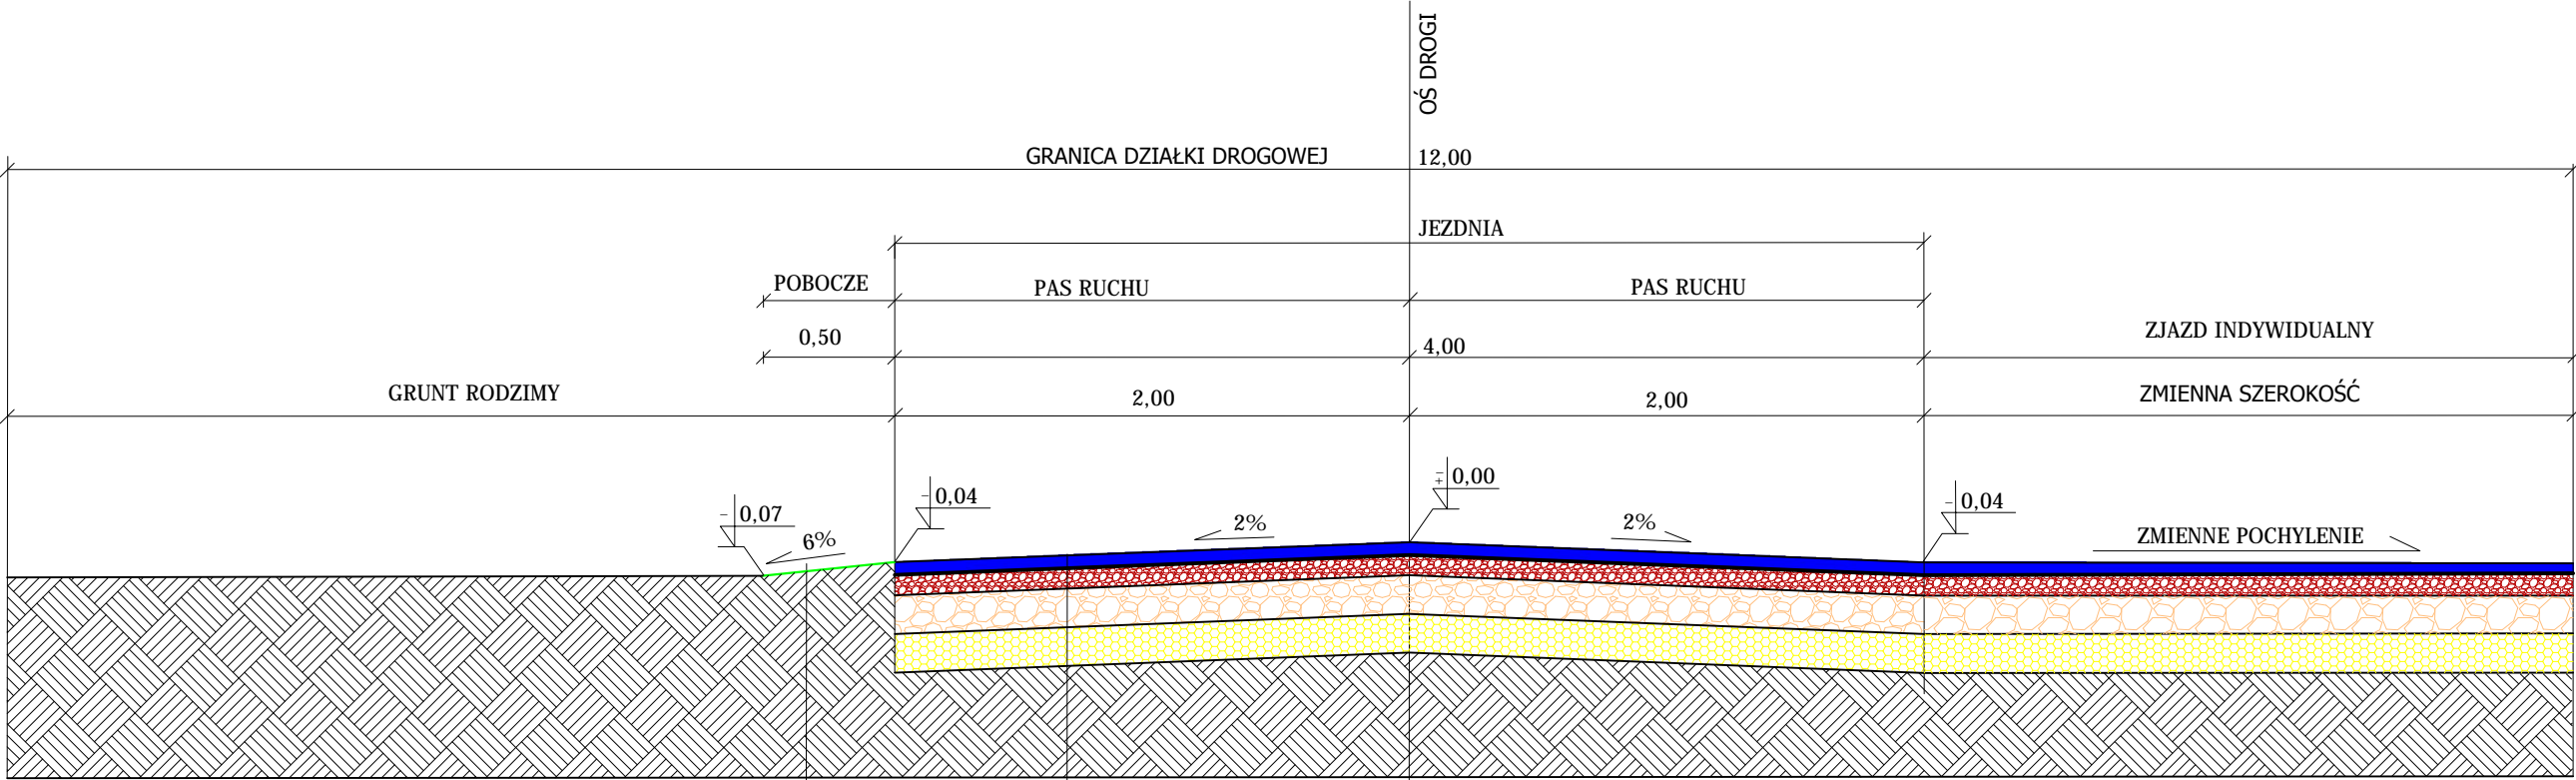 OŚ DROGI
GRANICA DZIAŁKI DROGOWEJ 12,00
JEZDNIA
POBOCZE PAS RUCHU PAS RUCHU
0,50 4,00 ZJAZD INDYWIDUALNY
GRUNT RODZIMY 2,00 2,00 ZMIENNA SZEROKOŚĆ
-0,07 -0,04 ∓0,00 -0,04
6% 2% 2% ZMIENNE POCHYLENIE